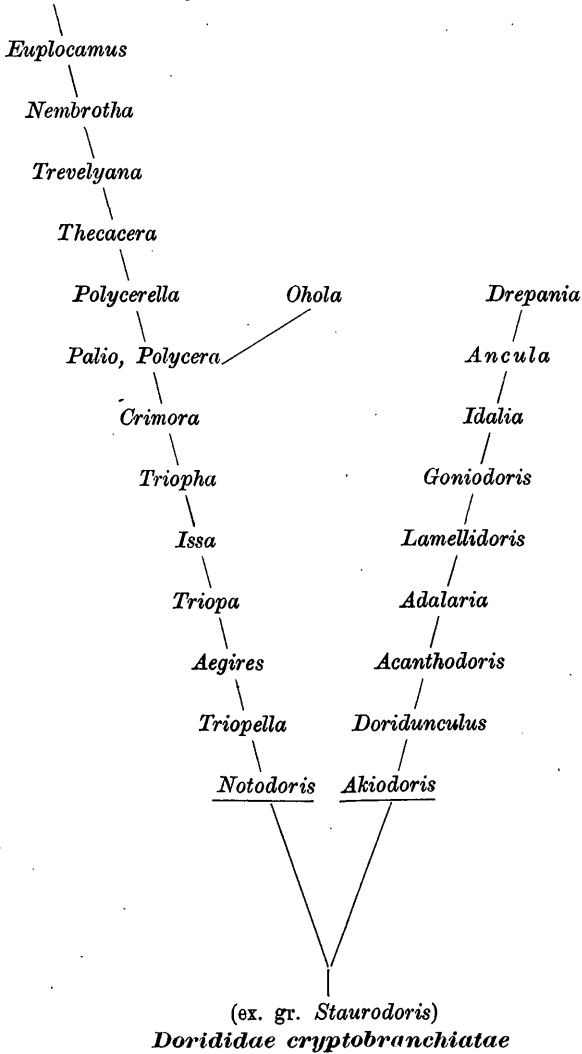 Euplocamus
Nembrotha
Trevelyana
Thecacera
Polycerella Ohola Drepania
Palio, Polycera Ancula
Crimora Idalia
Triopha Goniodoris
Issa Lamellidoris
Triopa Adalaria
Aegires Acanthodoris
Triopella Doridunculus
Notodoris Akiodoris
(ex. gr. Staurodoris)
Dorididae cryptobranchiatae